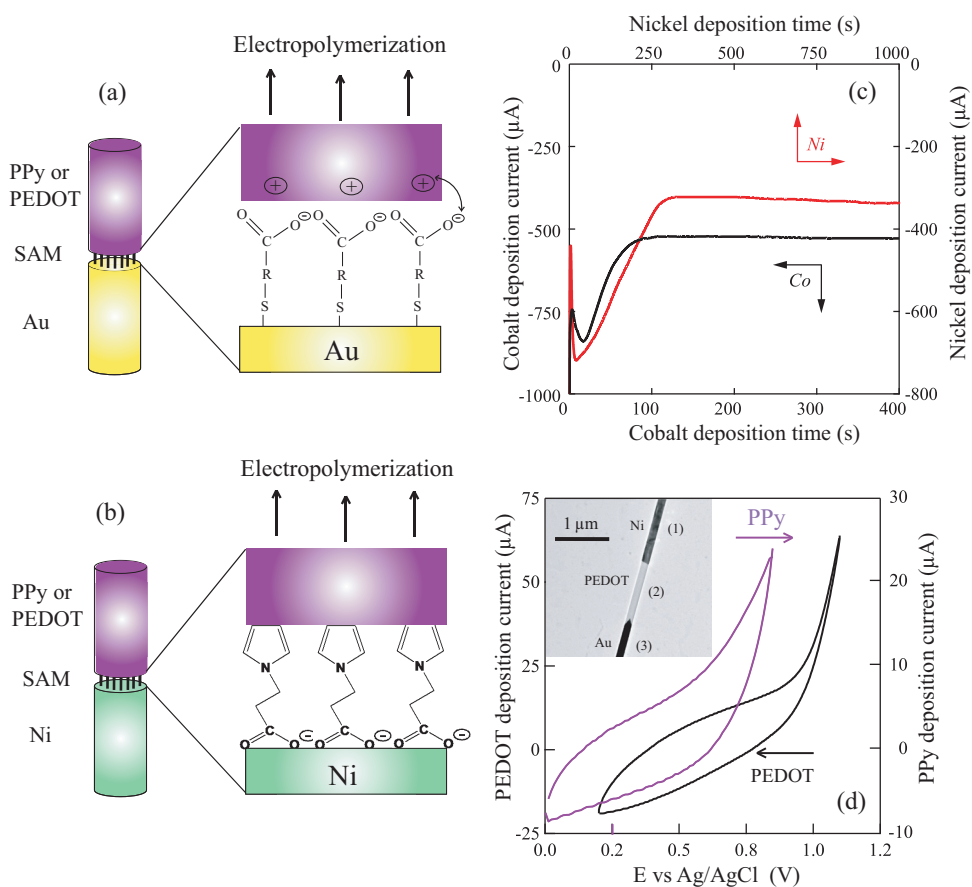 Electropolymerization
(a)
PPy or
PEDOT
SAM
Au
+ + +
O O − O O − O O −
C C C
R R R
S S S
Au
Nickel deposition time (s)
0 250 500 750 1000
Cobalt deposition current (µA)
0
-250
-500
-750
-1000
(c)
Ni
Co
0
-200
-400
-600
-800
Nickel deposition current (µA)
0 100 200 300 400
Cobalt deposition time (s)
Electropolymerization
(b)
PPy or
PEDOT
SAM
Ni
N N N
O O − O O − O O −
Ni
PEDOT deposition current (µA)
75
50
25
0
-25
1 µm
Ni
(1)
PEDOT
(2)
Au
(3)
PPy
PEDOT
(d)
30
20
10
0
-10
PPy deposition current (µA)
0.0 0.2 0.5 0.8 1.0 1.2
E vs Ag/AgCl (V)